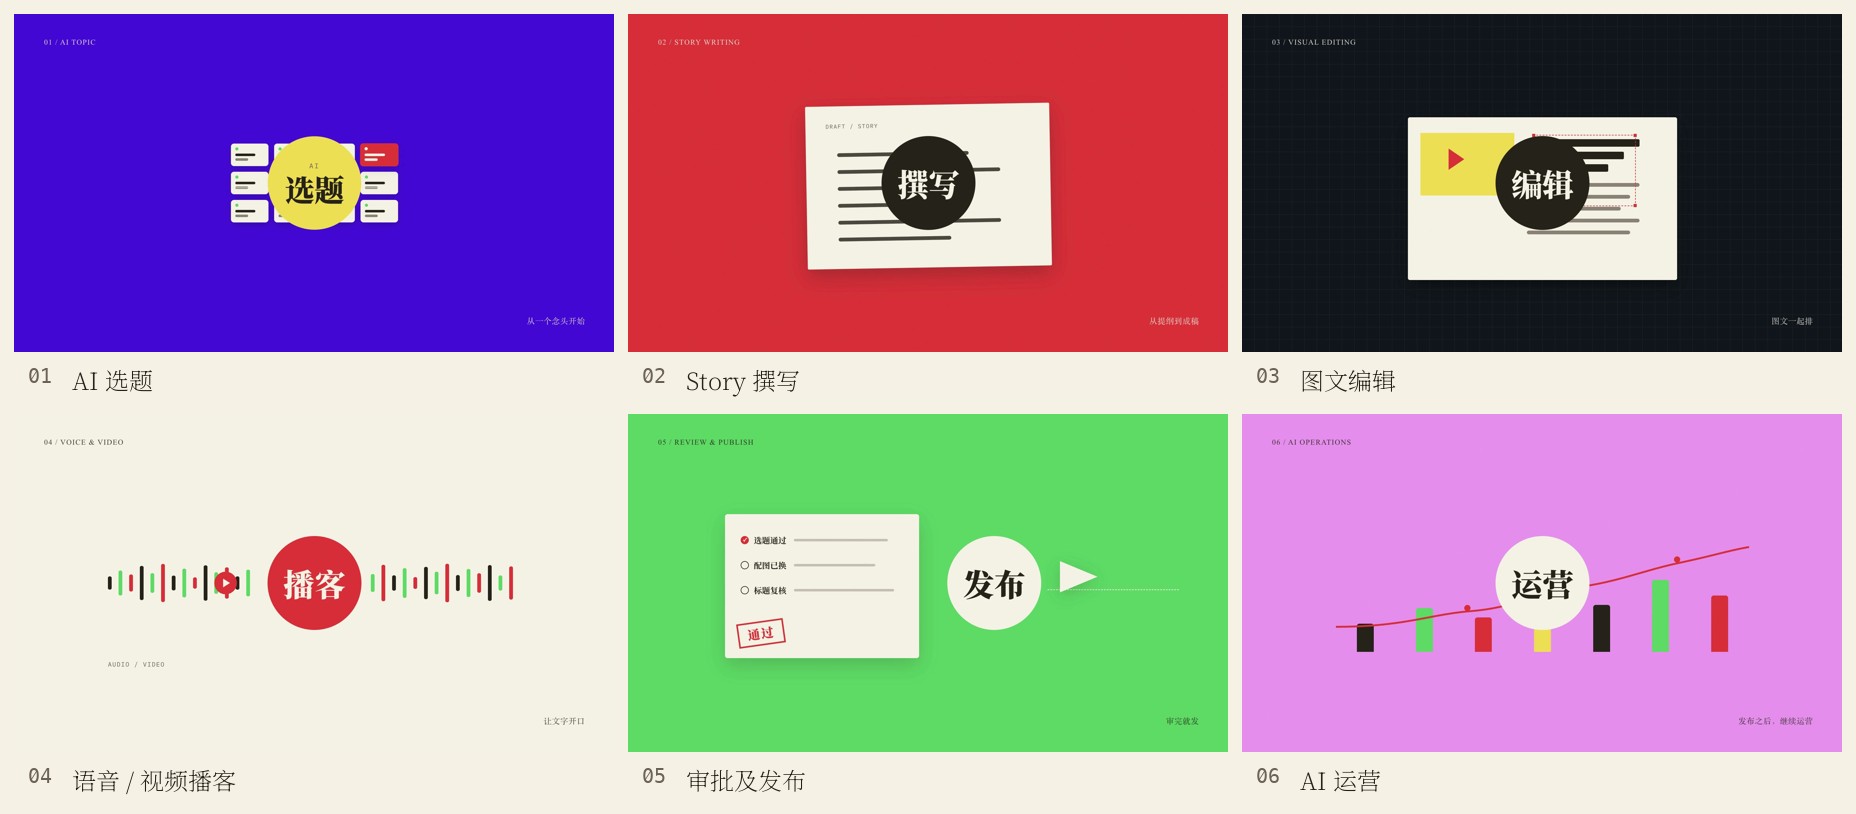 01 / AI TOPIC
AI
选题
从一个念头开始
01 AI 选题
02 / STORY WRITING
DRAFT / STORY
撰写
从提纲到成稿
02 Story 撰写
03 / VISUAL EDITING
编辑
图文一起排
03 图文编辑
04 / VOICE & VIDEO
播客
AUDIO / VIDEO
让文字开口
04 语音 / 视频播客
05 / REVIEW & PUBLISH
选题通过
配图已换
标题复核
通过
发布
审完就发
05 审批及发布
06 / AI OPERATIONS
运营
发布之后，继续运营
06 AI 运营